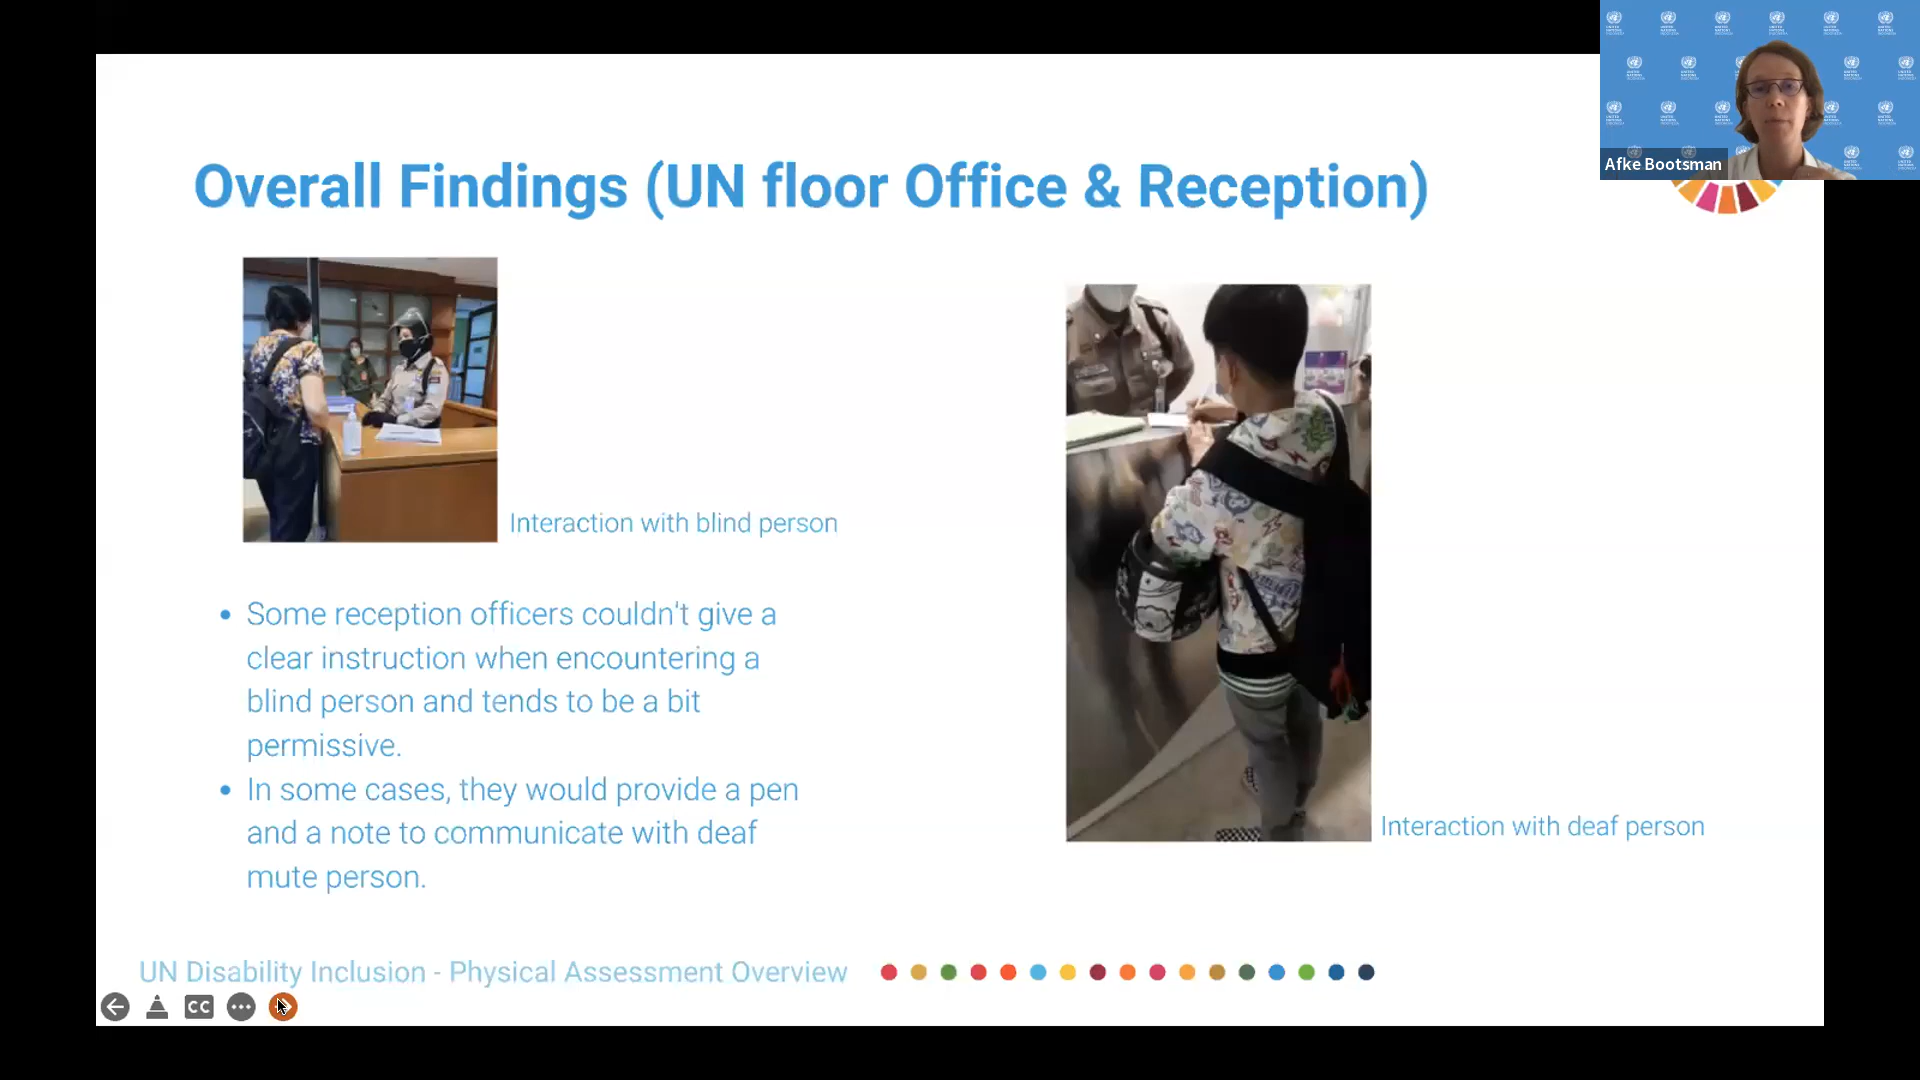 Afke Bootsman
Overall Findings (UN floor Office & Reception)
Interaction with blind person
• Some reception officers couldn't give a
clear instruction when encountering a
blind person and tends to be a bit
permissive.
• In some cases, they would provide a pen
and a note to communicate with deaf
mute person.
Interaction with deaf person
UN Disability Inclusion - Physical Assessment Overview
CC